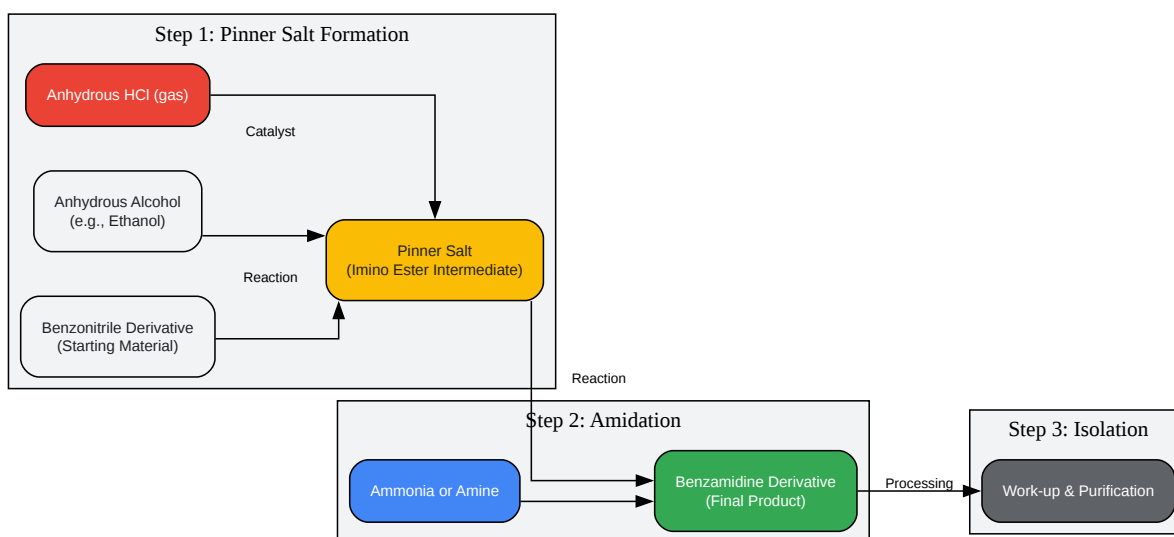 Step 1: Pinner Salt Formation
Anhydrous HCl (gas)
Catalyst
Anhydrous Alcohol
(e.g., Ethanol)
Pinner Salt
(Imino Ester Intermediate)
Reaction
Benzonitrile Derivative
(Starting Material)
Reaction
Step 2: Amidation
Ammonia or Amine
Benzamidine Derivative
(Final Product)
Processing
Step 3: Isolation
Work-up & Purification